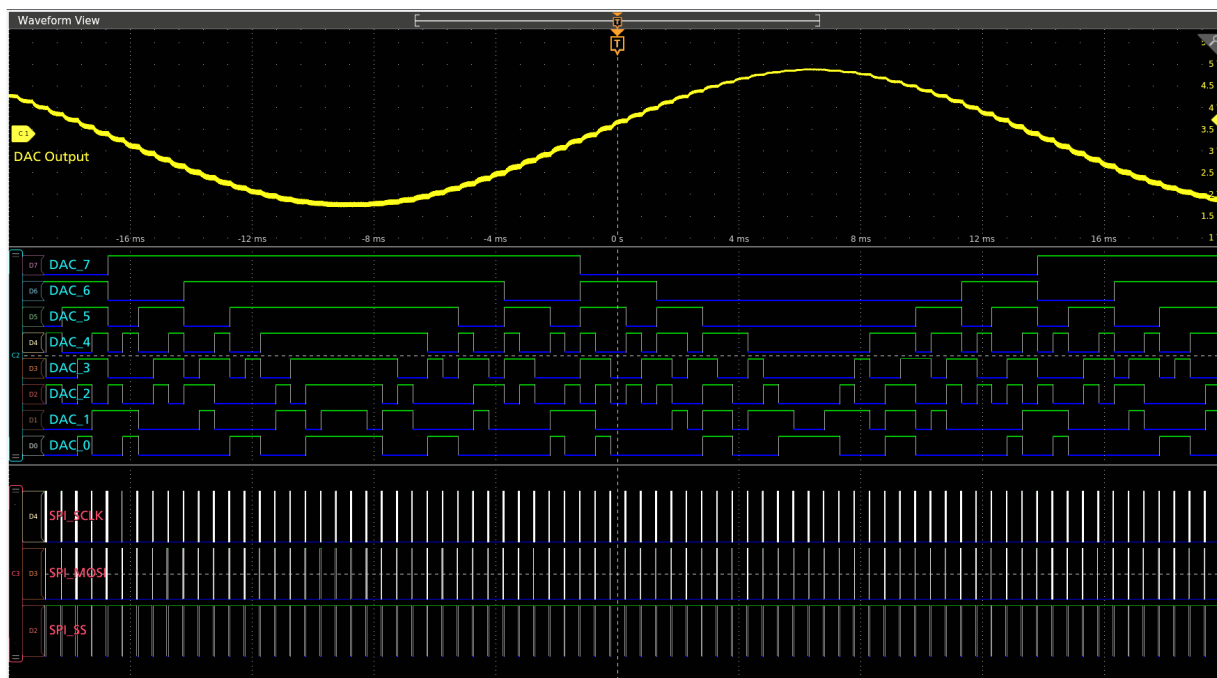 Waveform View
T
T
5
4.5
4
C 1
3.5
DAC Output
3
2.5
2
1.5
-16 ms -12 ms -8 ms -4 ms 0 s 4 ms 8 ms 12 ms 16 ms 1
D7 DAC_7
D6 DAC_6
D5 DAC_5
D4 DAC_4
C2
D3 DAC_3
D2 DAC_2
D1 DAC_1
D0 DAC_0
D4 SPI_SCLK
C3 D3 SPI_MOSI
D2 SPI_SS